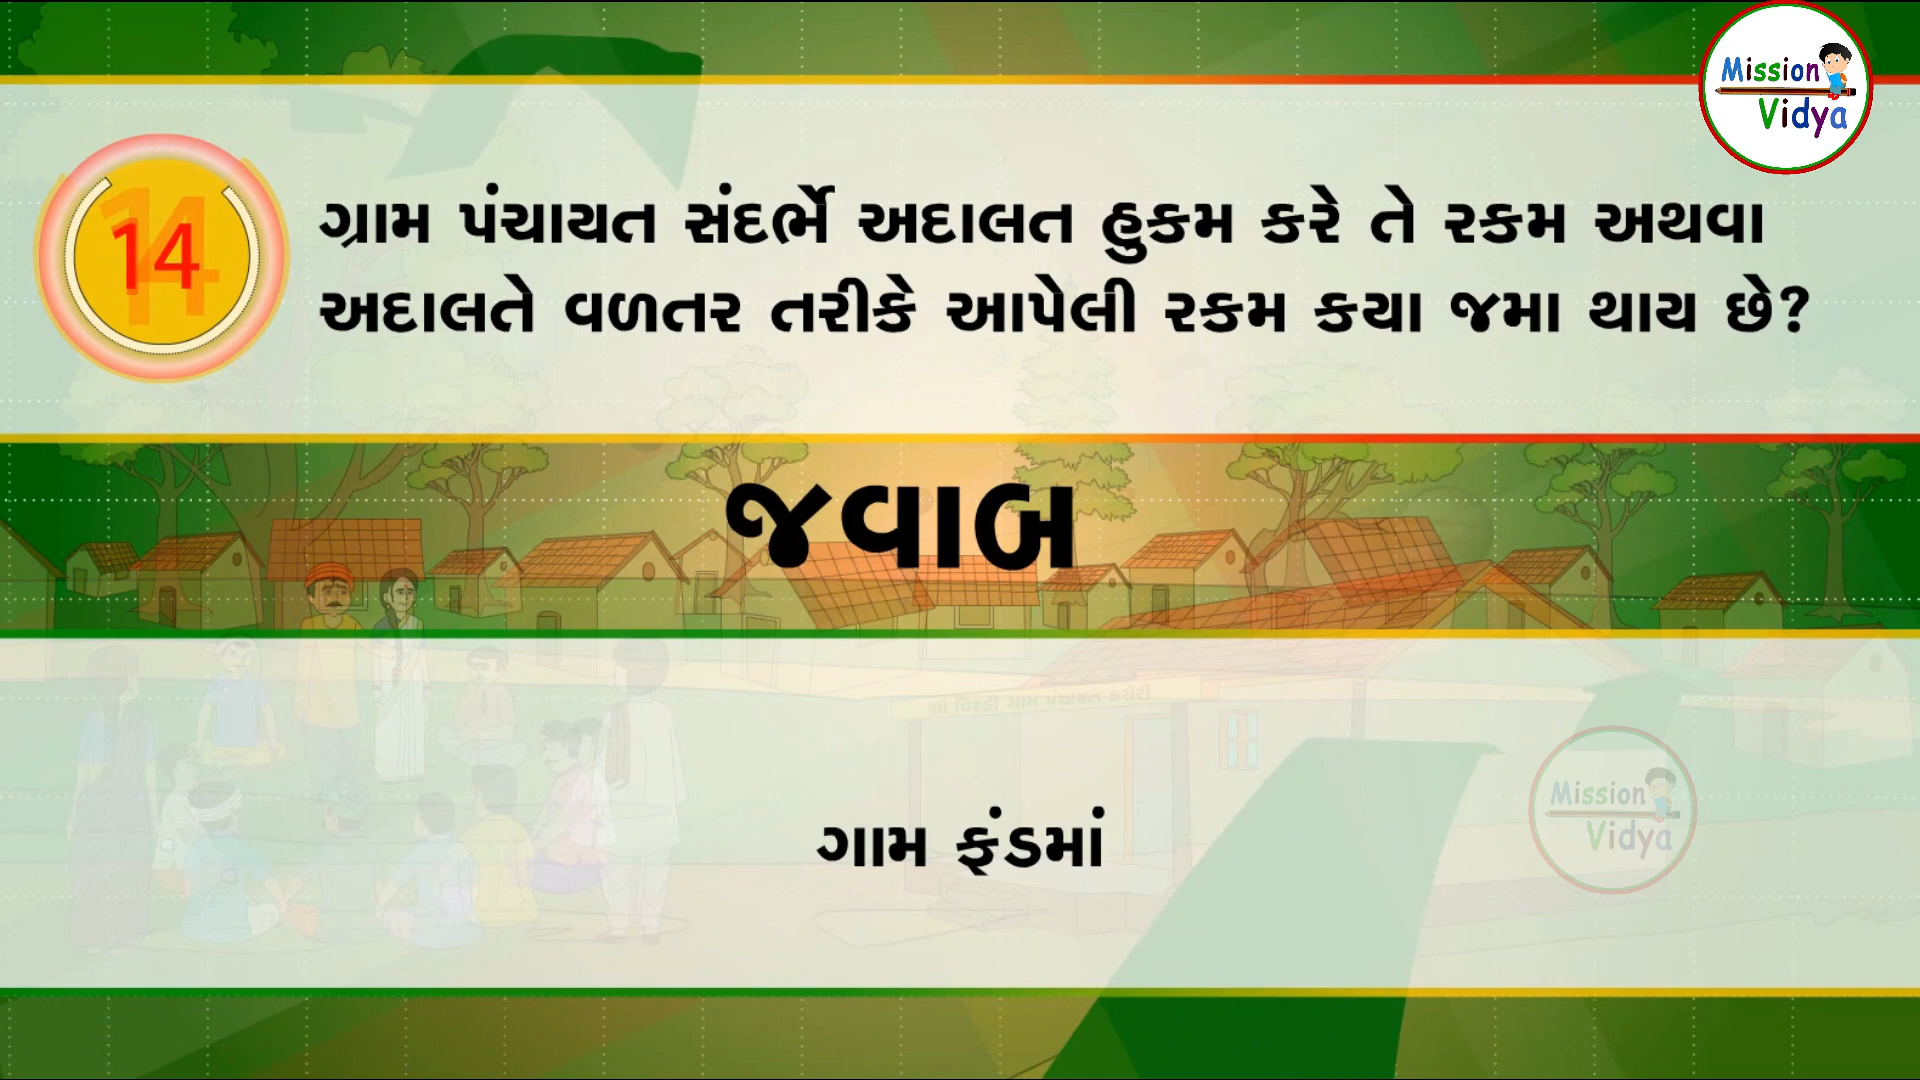 Mission
Vidya
14
ગ્રામ પંચાયત સંદર્ભે અદાલત હુકમ કરે તે રકમ અથવા
અદાલતે વળતર તરીકે આપેલી રકમ કયા જમા થાય છે?
જવાબ
ગામ ફંડમાં
Mission
Vidya